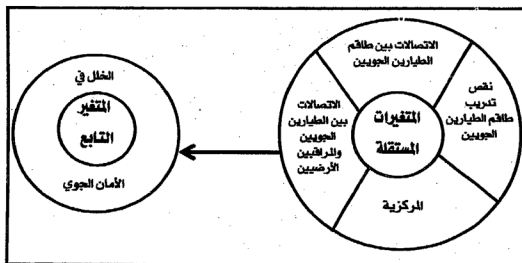 الاتصالات بين طاقم
الطيارين الجويين
نقص
تدريب
طاقم الطيارين
الجويين
المتغيرات
المستقلة
الاتصالات
بين الطيارين
الجويين
والمراقبين
الأرضيين
المركزية
الخلل في
المتغير
التابع
الأمان الجوي